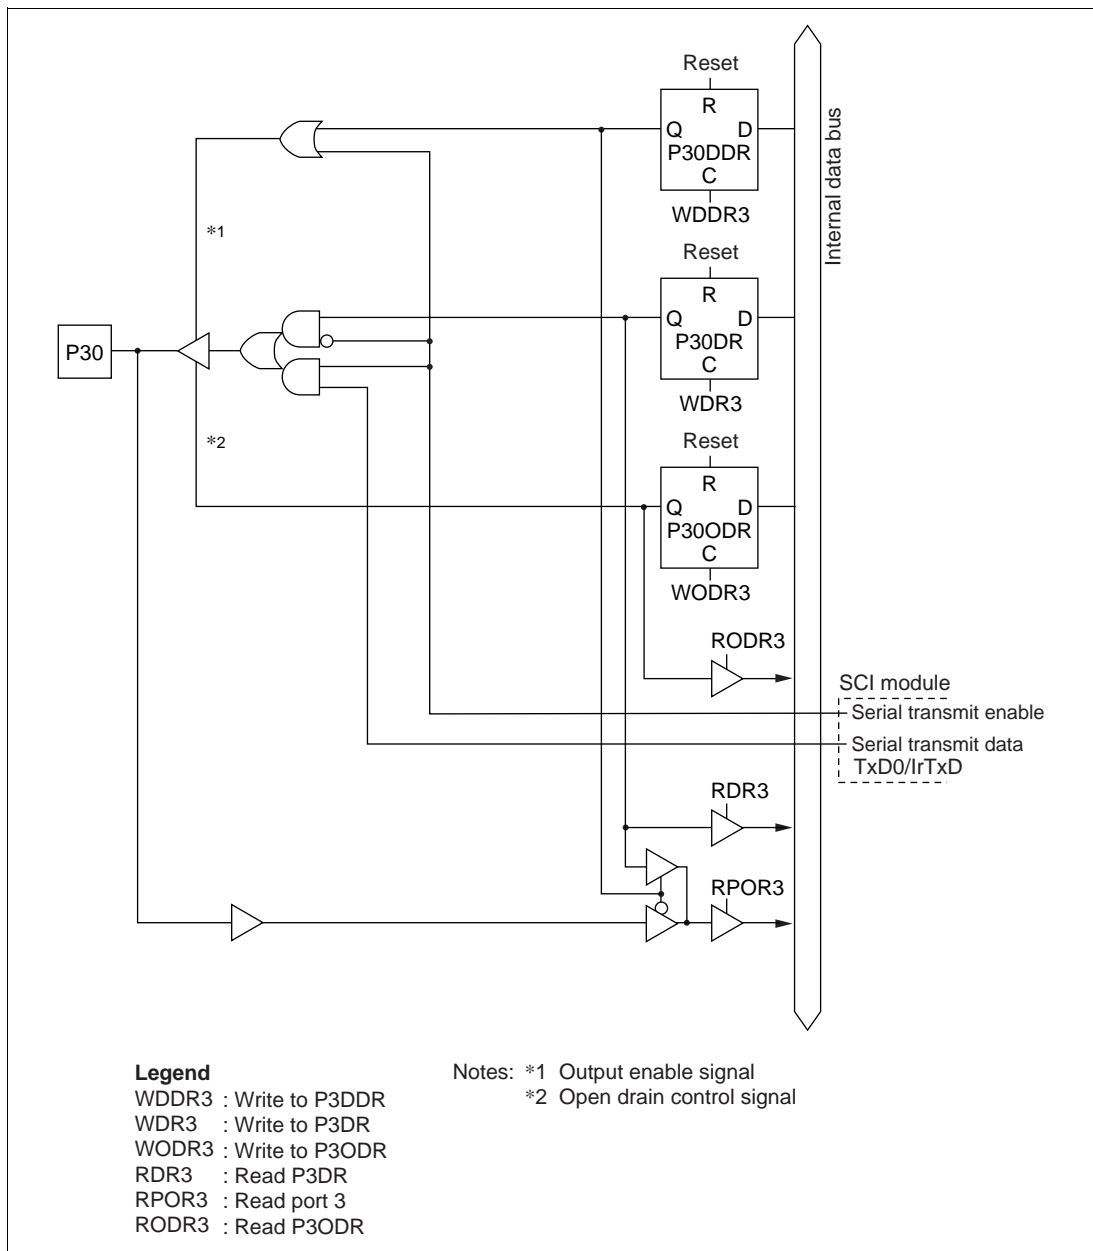 Reset
R
Q D
P30DDR
C
WDDR3
Internal data bus
*1
Reset
R
Q D
P30DR
C
WDR3
P30
*2
Reset
R
Q D
P30ODR
C
WODR3
RODR3
SCI module
Serial transmit enable
Serial transmit data
TxD0/IrTxD
RDR3
RPOR3
Legend
WDDR3 : Write to P3DDR
WDR3 : Write to P3DR
WODR3 : Write to P3ODR
RDR3 : Read P3DR
RPOR3 : Read port 3
RODR3 : Read P3ODR
Notes: *1 Output enable signal
*2 Open drain control signal